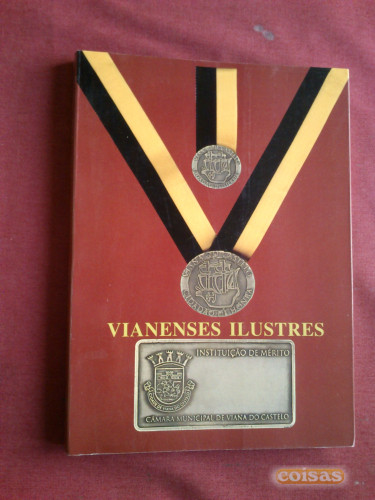 VIANENSES ILUSTRES
INSTITUIÇÃO DE MÉRITO
CÂMARA MUNICIPAL DE VIANA DO CASTELO
coisas